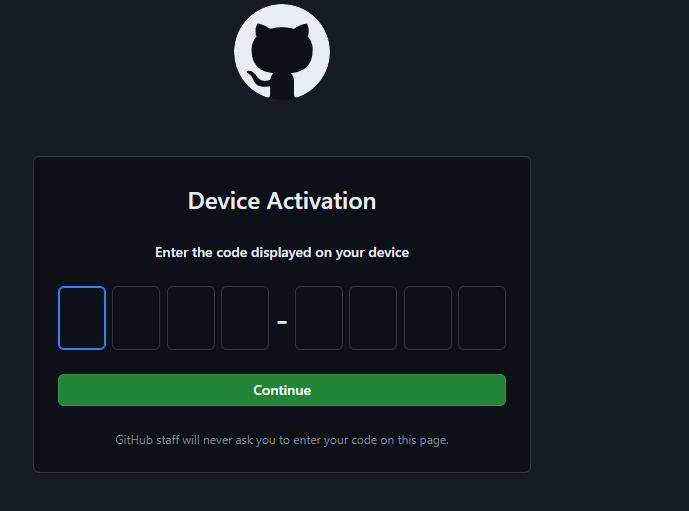 Device Activation
Enter the code displayed on your device
-
Continue
GitHub staff will never ask you to enter your code on this page.